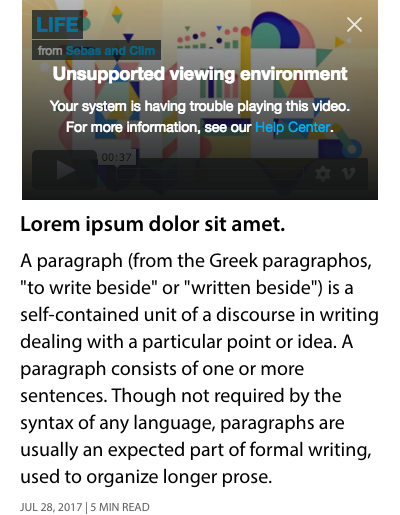 LIFE
from Sebas and Clim
Unsupported viewing environment
Your system is having trouble playing this video.
For more information, see our Help Center.
00:37
Lorem ipsum dolor sit amet.
A paragraph (from the Greek paragraphos,
"to write beside" or "written beside") is a
self-contained unit of a discourse in writing
dealing with a particular point or idea. A
paragraph consists of one or more
sentences. Though not required by the
syntax of any language, paragraphs are
usually an expected part of formal writing,
used to organize longer prose.
JUL 28, 2017 | 5 MIN READ